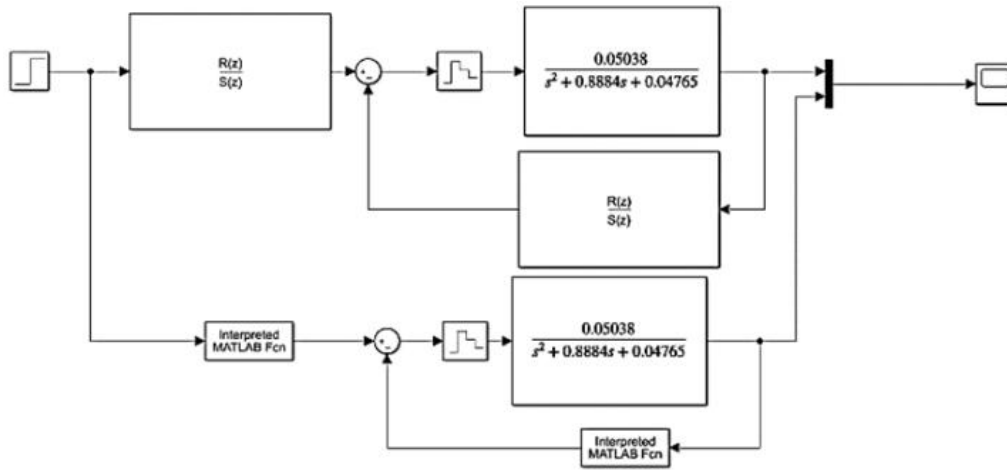 R(z)
S(z)
+
-
0.05038
s² + 0.8884s + 0.04765
R(z)
S(z)
Interpreted
MATLAB Fcn
+
-
0.05038
s² + 0.8884s + 0.04765
Interpreted
MATLAB Fcn